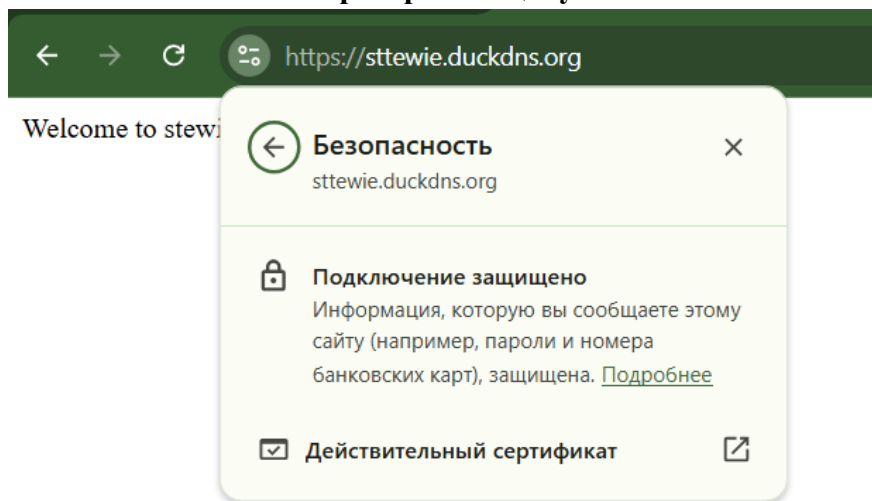 https://sttewie.duckdns.org
Welcome to
Безопасность
sttewie.duckdns.org
Подключение защищено
Информация, которую вы сообщаете этому
сайту (например, пароли и номера
банковских карт), защищена. Подробнее
Действительный сертификат